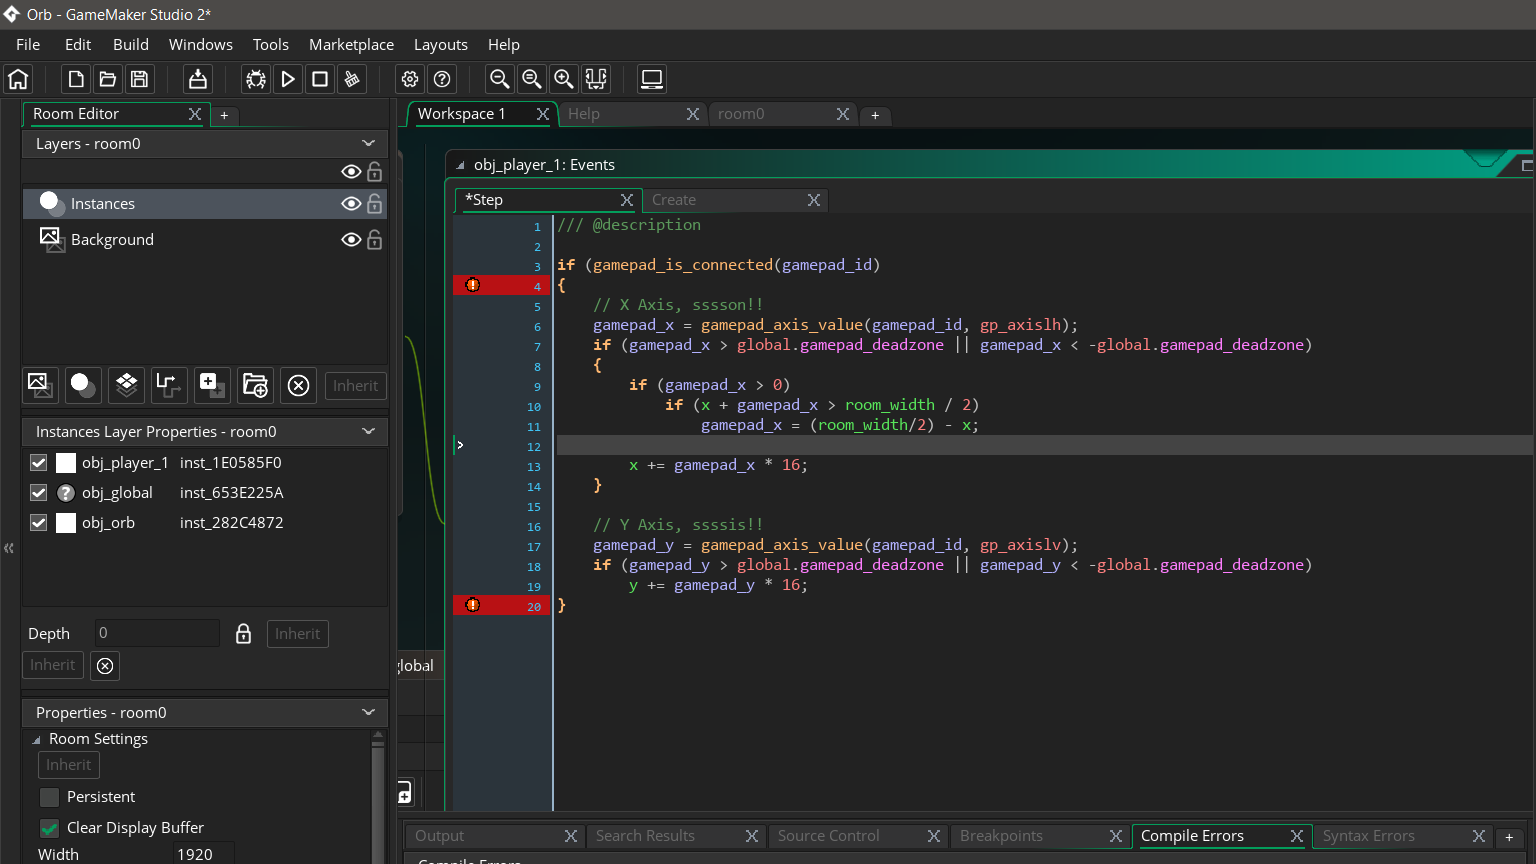 Orb - GameMaker Studio 2*
File Edit Build Windows Tools Marketplace Layouts Help
Room Editor
+
Layers - room0
Instances
Background
Inherit
Instances Layer Properties - room0
obj_player_1 inst_1E0585F0
? obj_global inst_653E225A
obj_orb inst_282C4872
Depth 0 Inherit
Inherit
Properties - room0
Room Settings
Inherit
Persistent
Clear Display Buffer
Width 1920
Workspace 1 Help room0 +
global
obj_player_1: Events
*Step Create
1 /// @description
2
3 if (gamepad_is_connected(gamepad_id)
4 {
5 // X Axis, sssson!!
6 gamepad_x = gamepad_axis_value(gamepad_id, gp_axislh);
7 if (gamepad_x > global.gamepad_deadzone || gamepad_x < -global.gamepad_deadzone)
8 {
9 if (gamepad_x > 0)
10 if (x + gamepad_x > room_width / 2)
11 gamepad_x = (room_width/2) - x;
12
13 x += gamepad_x * 16;
14 }
15
16 // Y Axis, ssssis!!
17 gamepad_y = gamepad_axis_value(gamepad_id, gp_axislv);
18 if (gamepad_y > global.gamepad_deadzone || gamepad_y < -global.gamepad_deadzone)
19 y += gamepad_y * 16;
20 }
Output Search Results Source Control Breakpoints Compile Errors Syntax Errors +
Compile Errors